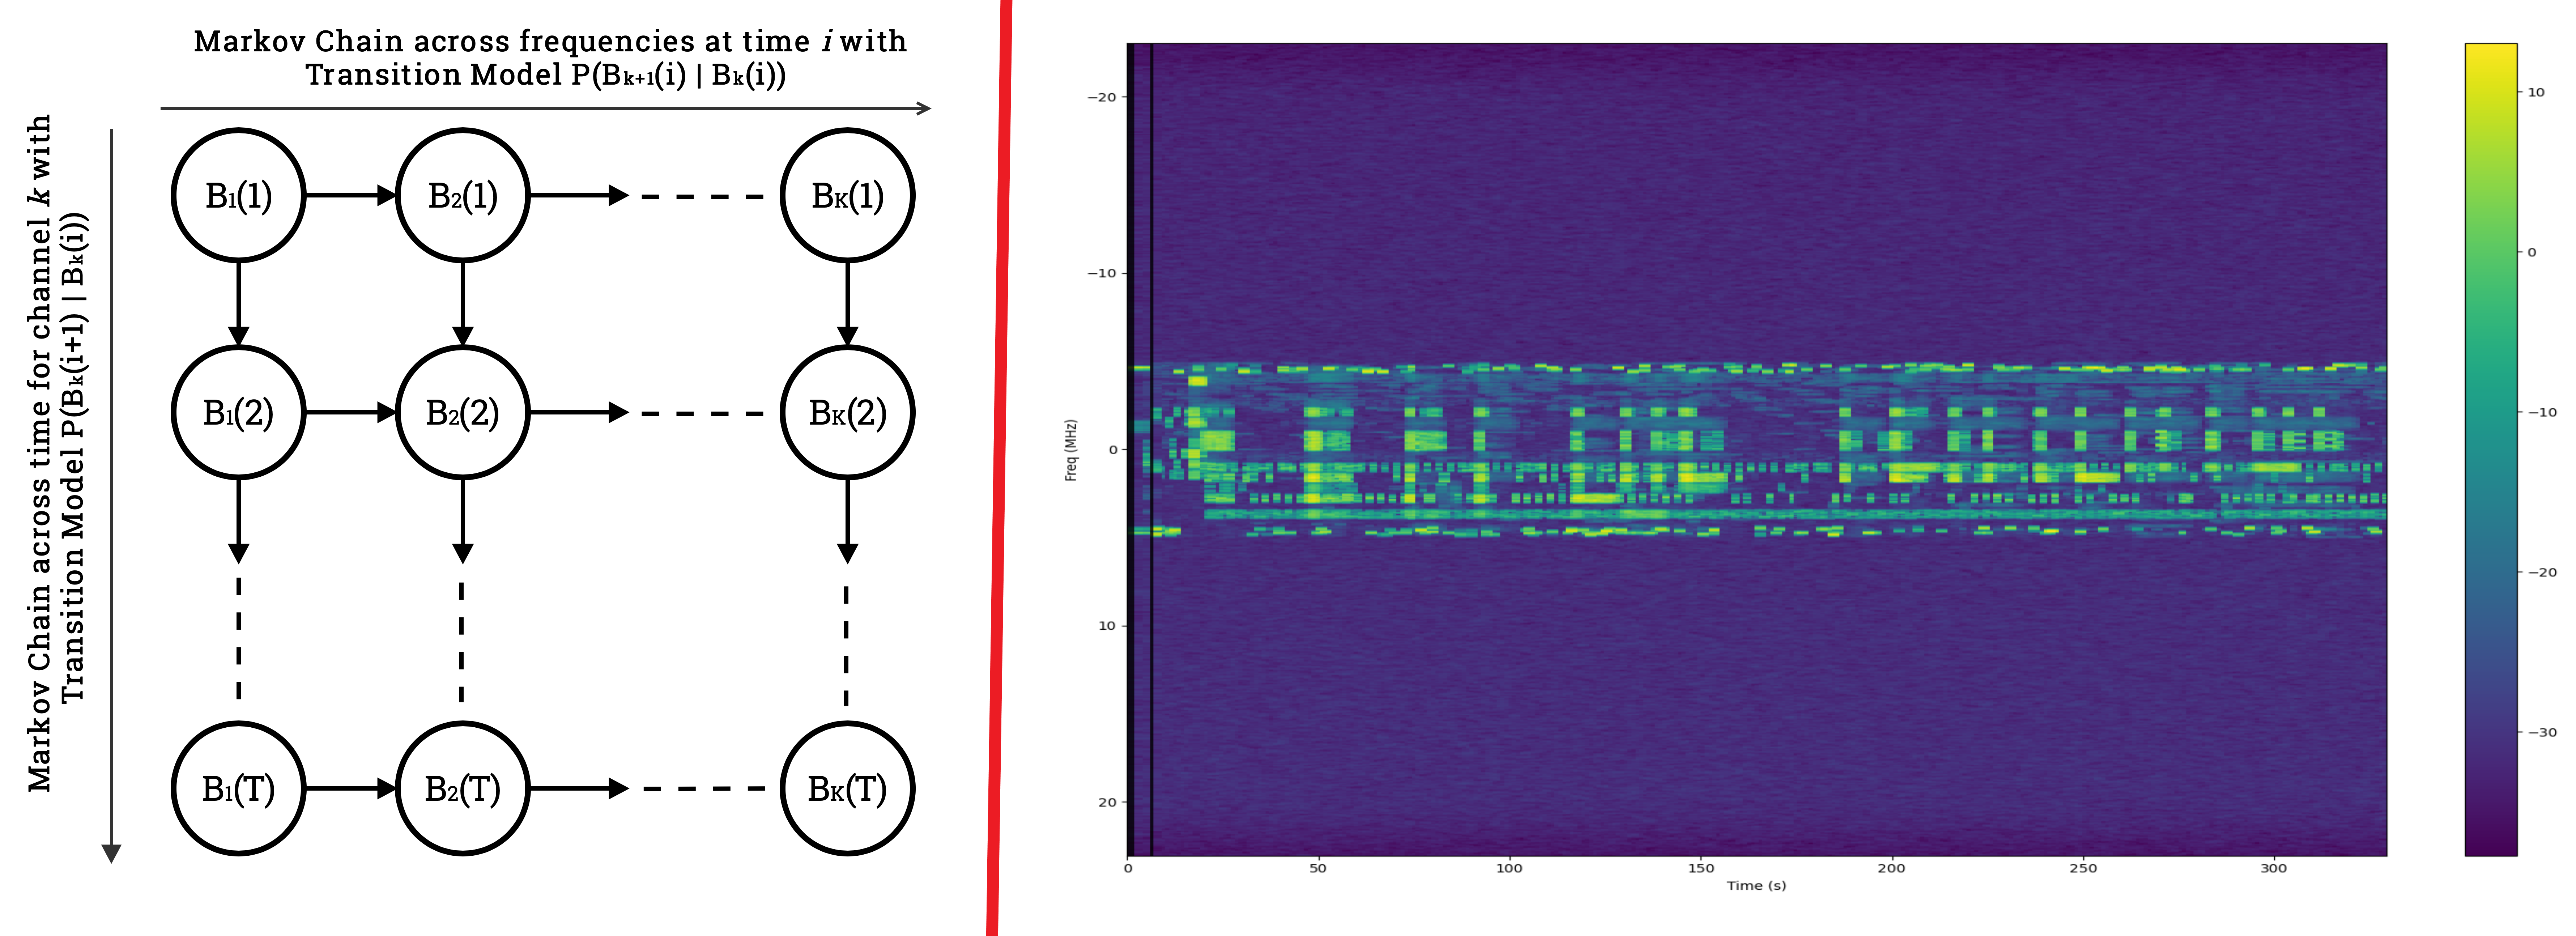 Markov Chain across frequencies at time i with
Transition Model P(Bk+1(i) | Bk(i))
Markov Chain across time for channel k with
Transition Model P(Bk(i+1) | Bk(i))
B1(1)
B2(1)
BK(1)
B1(2)
B2(2)
BK(2)
B1(T)
B2(T)
BK(T)
Freq (MHz)
−20
−10
0
10
20
0 50 100 150 200 250 300
Time (s)
10
0
−10
−20
−30